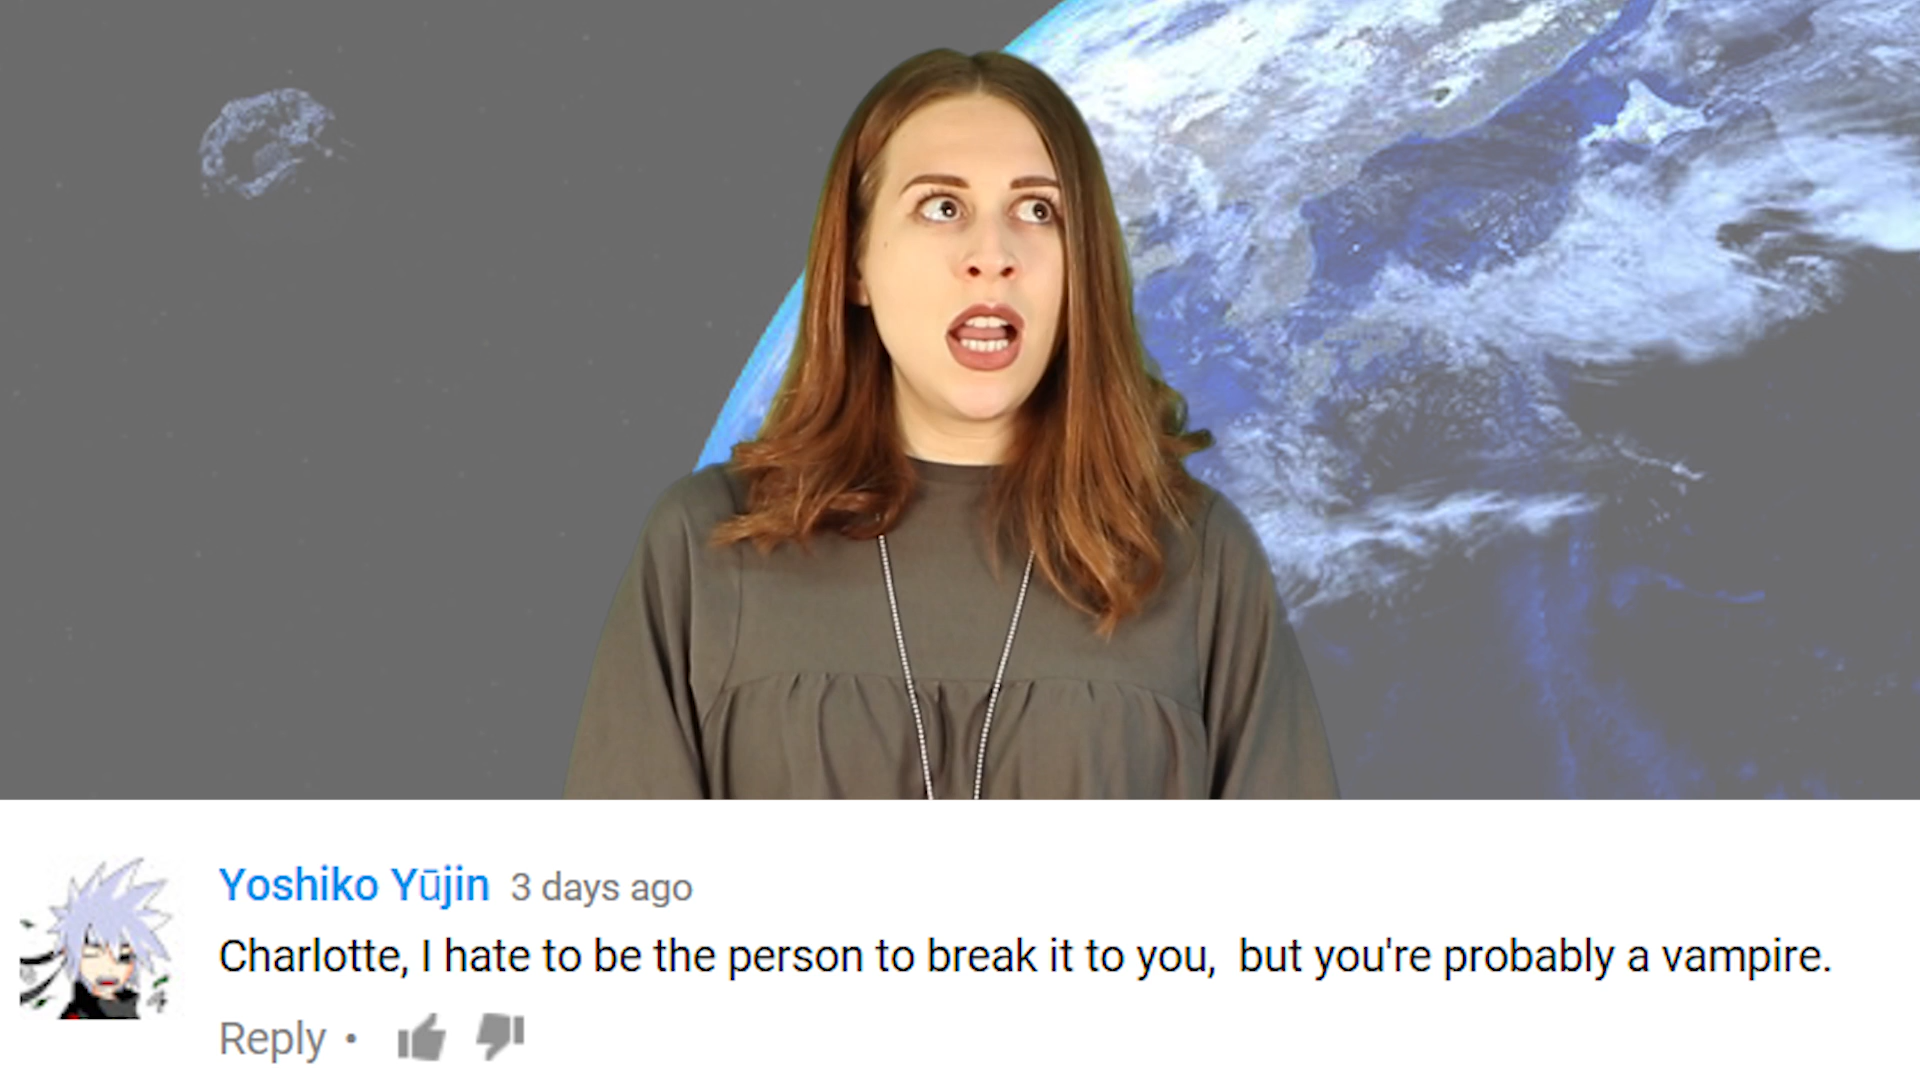 Yoshiko Yūjin 3 days ago
Charlotte, I hate to be the person to break it to you,  but you're probably a vampire.
Reply •